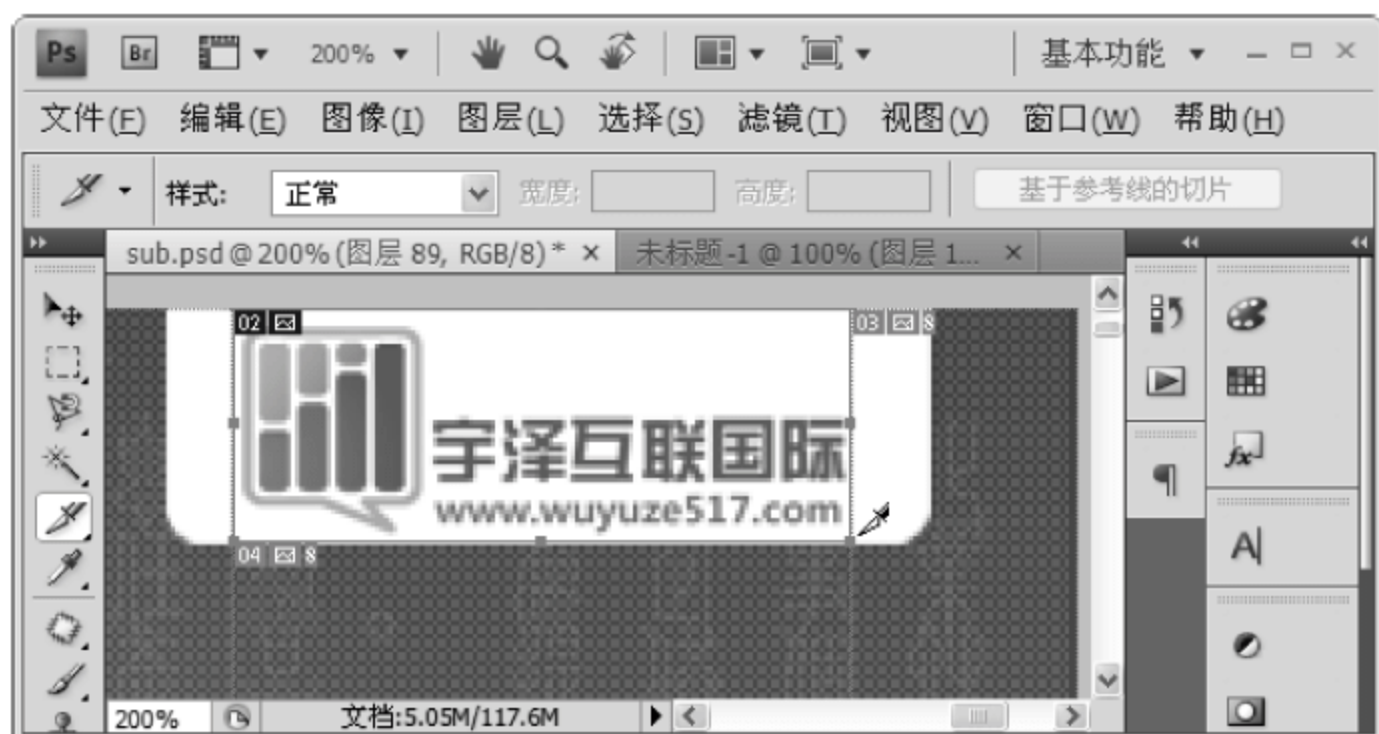 Ps Br 200% 基本功能
文件(F) 编辑(E) 图像(I) 图层(L) 选择(S) 滤镜(T) 视图(V) 窗口(W) 帮助(H)
样式: 正常 宽度: 高度: 基于参考线的切片
sub.psd @ 200% (图层 89, RGB/8) * × 未标题-1 @ 100% (图层 1... ×
02 03 8
宇泽互联国际
www.wuyuze517.com
04 8
200% 文档:5.05M/117.6M